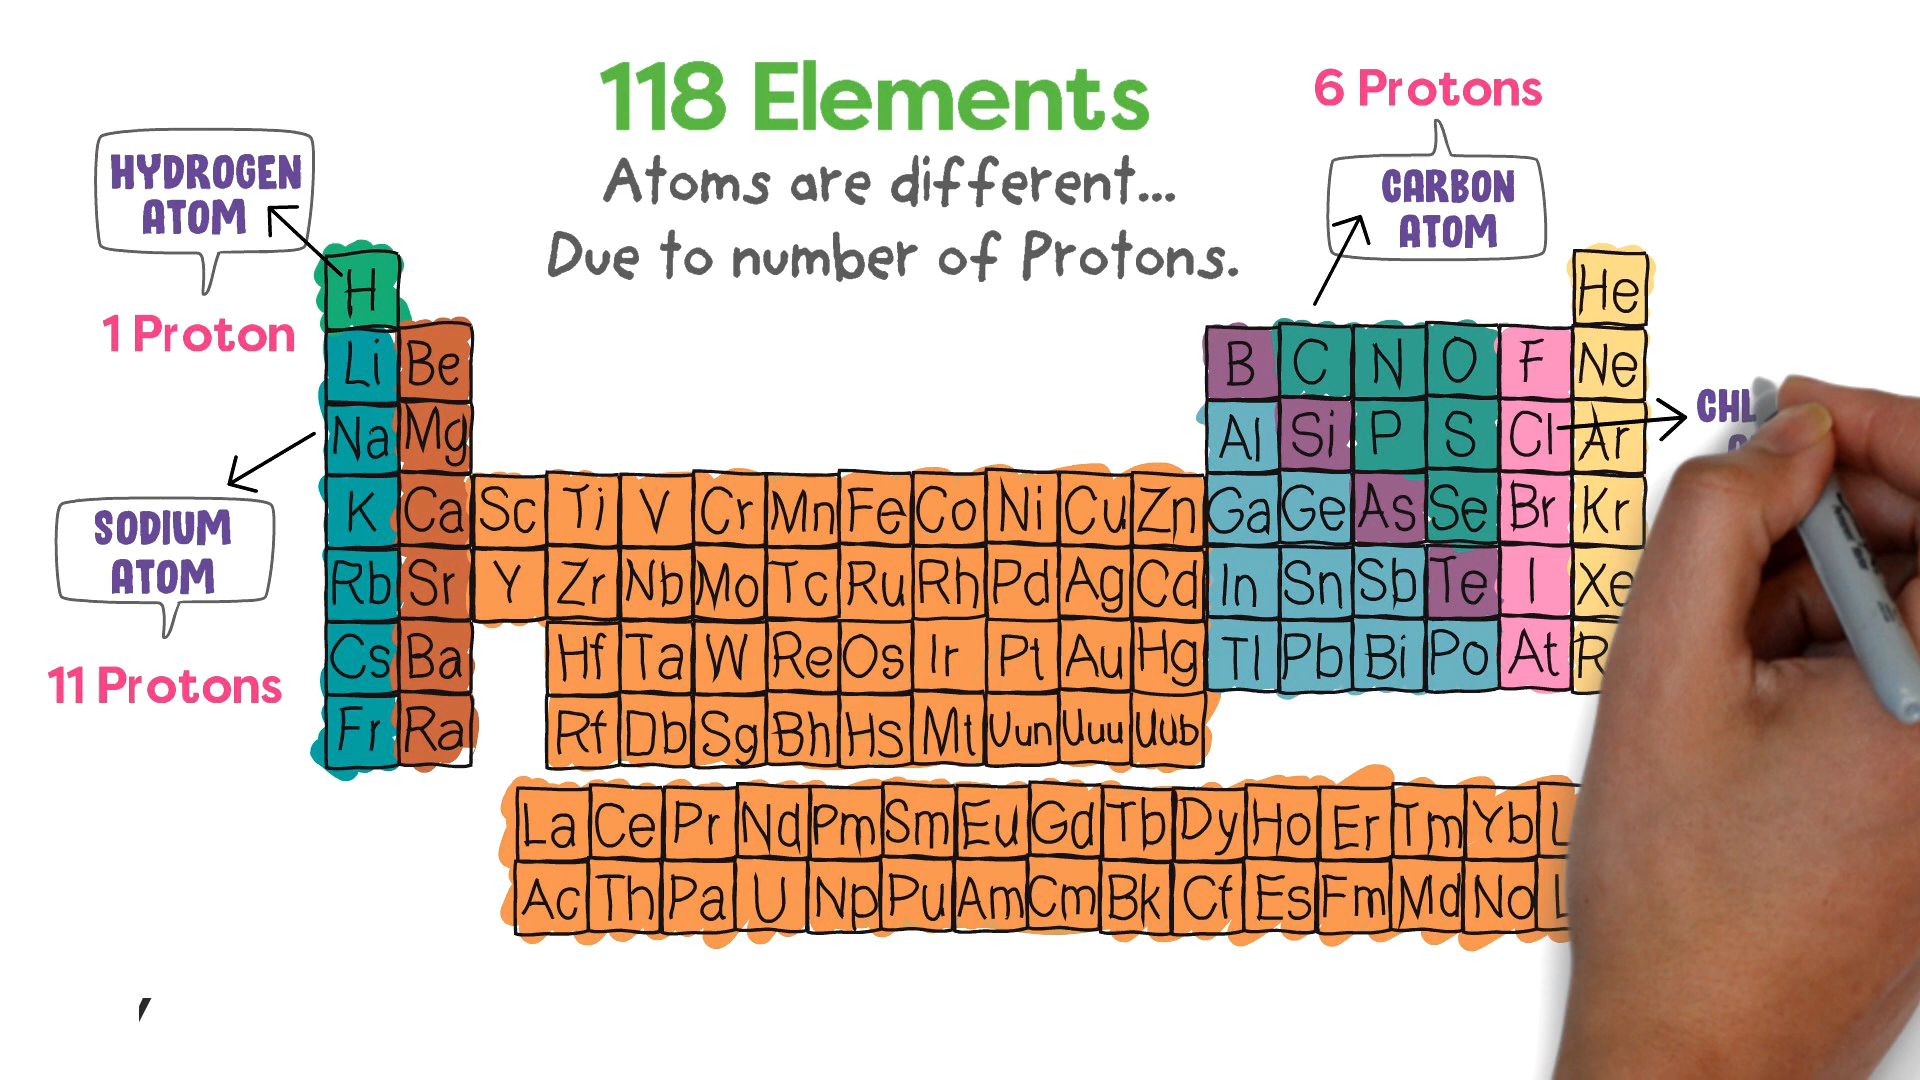 118 Elements
Atoms are different...
Due to number of Protons.
6 Protons
CARBON
ATOM
HYDROGEN
ATOM
1 Proton
SODIUM
ATOM
11 Protons
CHL
H He
Li Be B C N O F Ne
Na Mg Al Si P S Cl Ar
K Ca Sc Ti V Cr Mn Fe Co Ni Cu Zn Ga Ge As Se Br Kr
Rb Sr Y Zr Nb Mo Tc Ru Rh Pd Ag Cd In Sn Sb Te I Xe
Cs Ba Hf Ta W Re Os Ir Pt Au Hg Tl Pb Bi Po At R
Fr Ra Rf Db Sg Bh Hs Mt Uun Uuu Uub
La Ce Pr Nd Pm Sm Eu Gd Tb Dy Ho Er Tm Yb L
Ac Th Pa U Np Pu Am Cm Bk Cf Es Fm Md No L